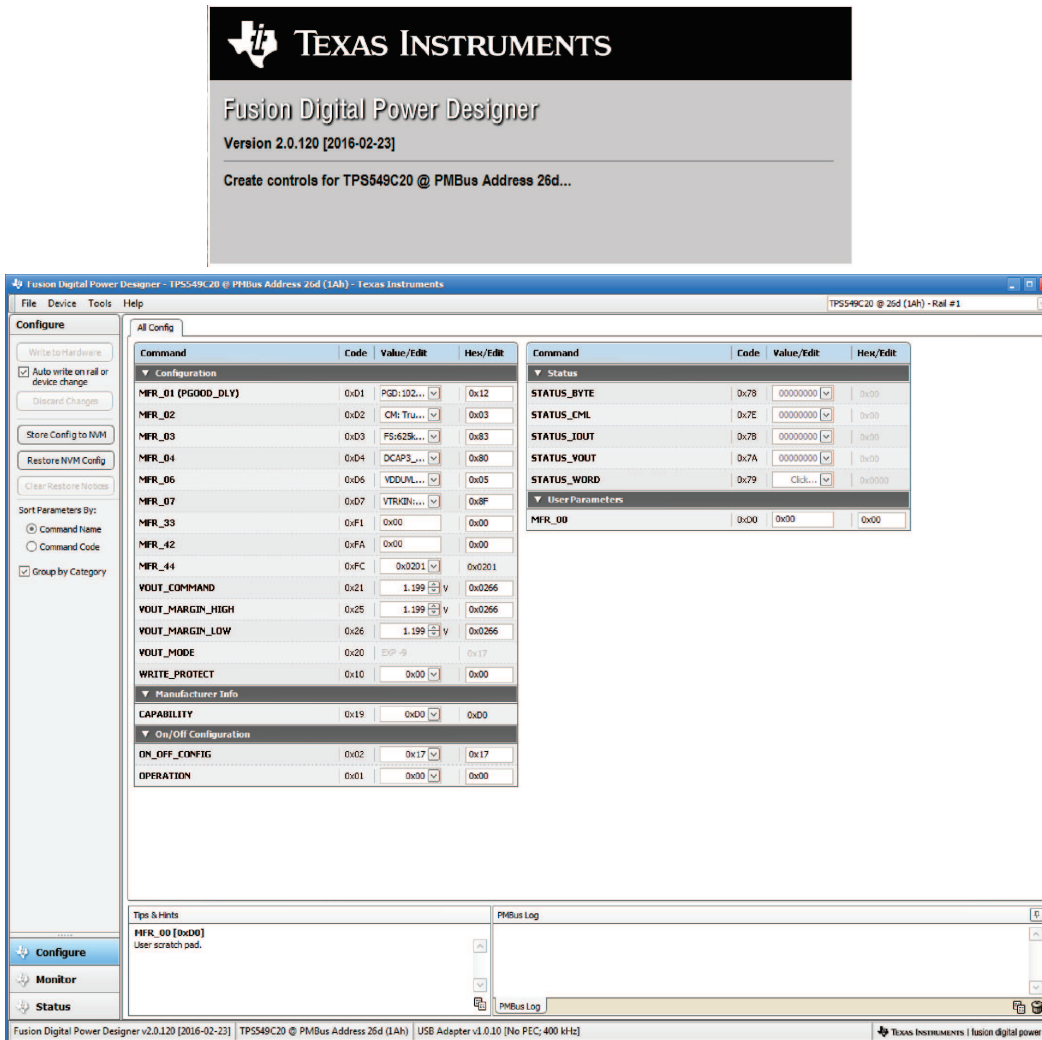 TEXAS INSTRUMENTS
Fusion Digital Power Designer
Version 2.0.120 [2016-02-23]
Create controls for TPS549C20 @ PMBus Address 26d...
Fusion Digital Power Designer - TPS549C20 @ PMBus Address 26d (1Ah) - Texas Instruments
File Device Tools Help
TPS549C20 @ 26d (1Ah) - Rail #1
Configure
Write to Hardware
Auto write on rail or
device change
Discard Changes
Store Config to NVM
Restore NVM Config
Clear Restore Notices
Sort Parameters By:
Command Name
Command Code
Group by Category
All Config
Command Code Value/Edit Hex/Edit
Configuration
MFR_01 (PGOOD_DLY) 0xD1 PGD:102... 0x12
MFR_02 0xD2 CM: Tru... 0x03
MFR_03 0xD3 FS:625k... 0x83
MFR_04 0xD4 DCAP3_... 0x80
MFR_06 0xD6 VDDUVL... 0x05
MFR_07 0xD7 VTRKIN:... 0x8F
MFR_33 0xF1 0x00 0x00
MFR_42 0xFA 0x00 0x00
MFR_44 0xFC 0x0201 0x0201
VOUT_COMMAND 0x21 1.199 V 0x0266
VOUT_MARGIN_HIGH 0x25 1.199 V 0x0266
VOUT_MARGIN_LOW 0x26 1.199 V 0x0266
VOUT_MODE 0x20 EXP -9 0x17
WRITE_PROTECT 0x10 0x00 0x00
Manufacturer Info
CAPABILITY 0x19 0xD0 0xD0
On/Off Configuration
ON_OFF_CONFIG 0x02 0x17 0x17
OPERATION 0x01 0x00 0x00
Command Code Value/Edit Hex/Edit
Status
STATUS_BYTE 0x78 00000000 0x00
STATUS_CML 0x7E 00000000 0x00
STATUS_IOUT 0x7B 00000000 0x00
STATUS_VOUT 0x7A 00000000 0x00
STATUS_WORD 0x79 Click... 0x0000
User Parameters
MFR_00 0xD0 0x00 0x00
Tips & Hints
MFR_00 [0xD0]
User scratch pad.
PMBus Log
PMBus Log
Configure
Monitor
Status
Fusion Digital Power Designer v2.0.120 [2016-02-23] TPS549C20 @ PMBus Address 26d (1Ah) USB Adapter v1.0.10 [No PEC; 400 kHz] TEXAS INSTRUMENTS | fusion digital power